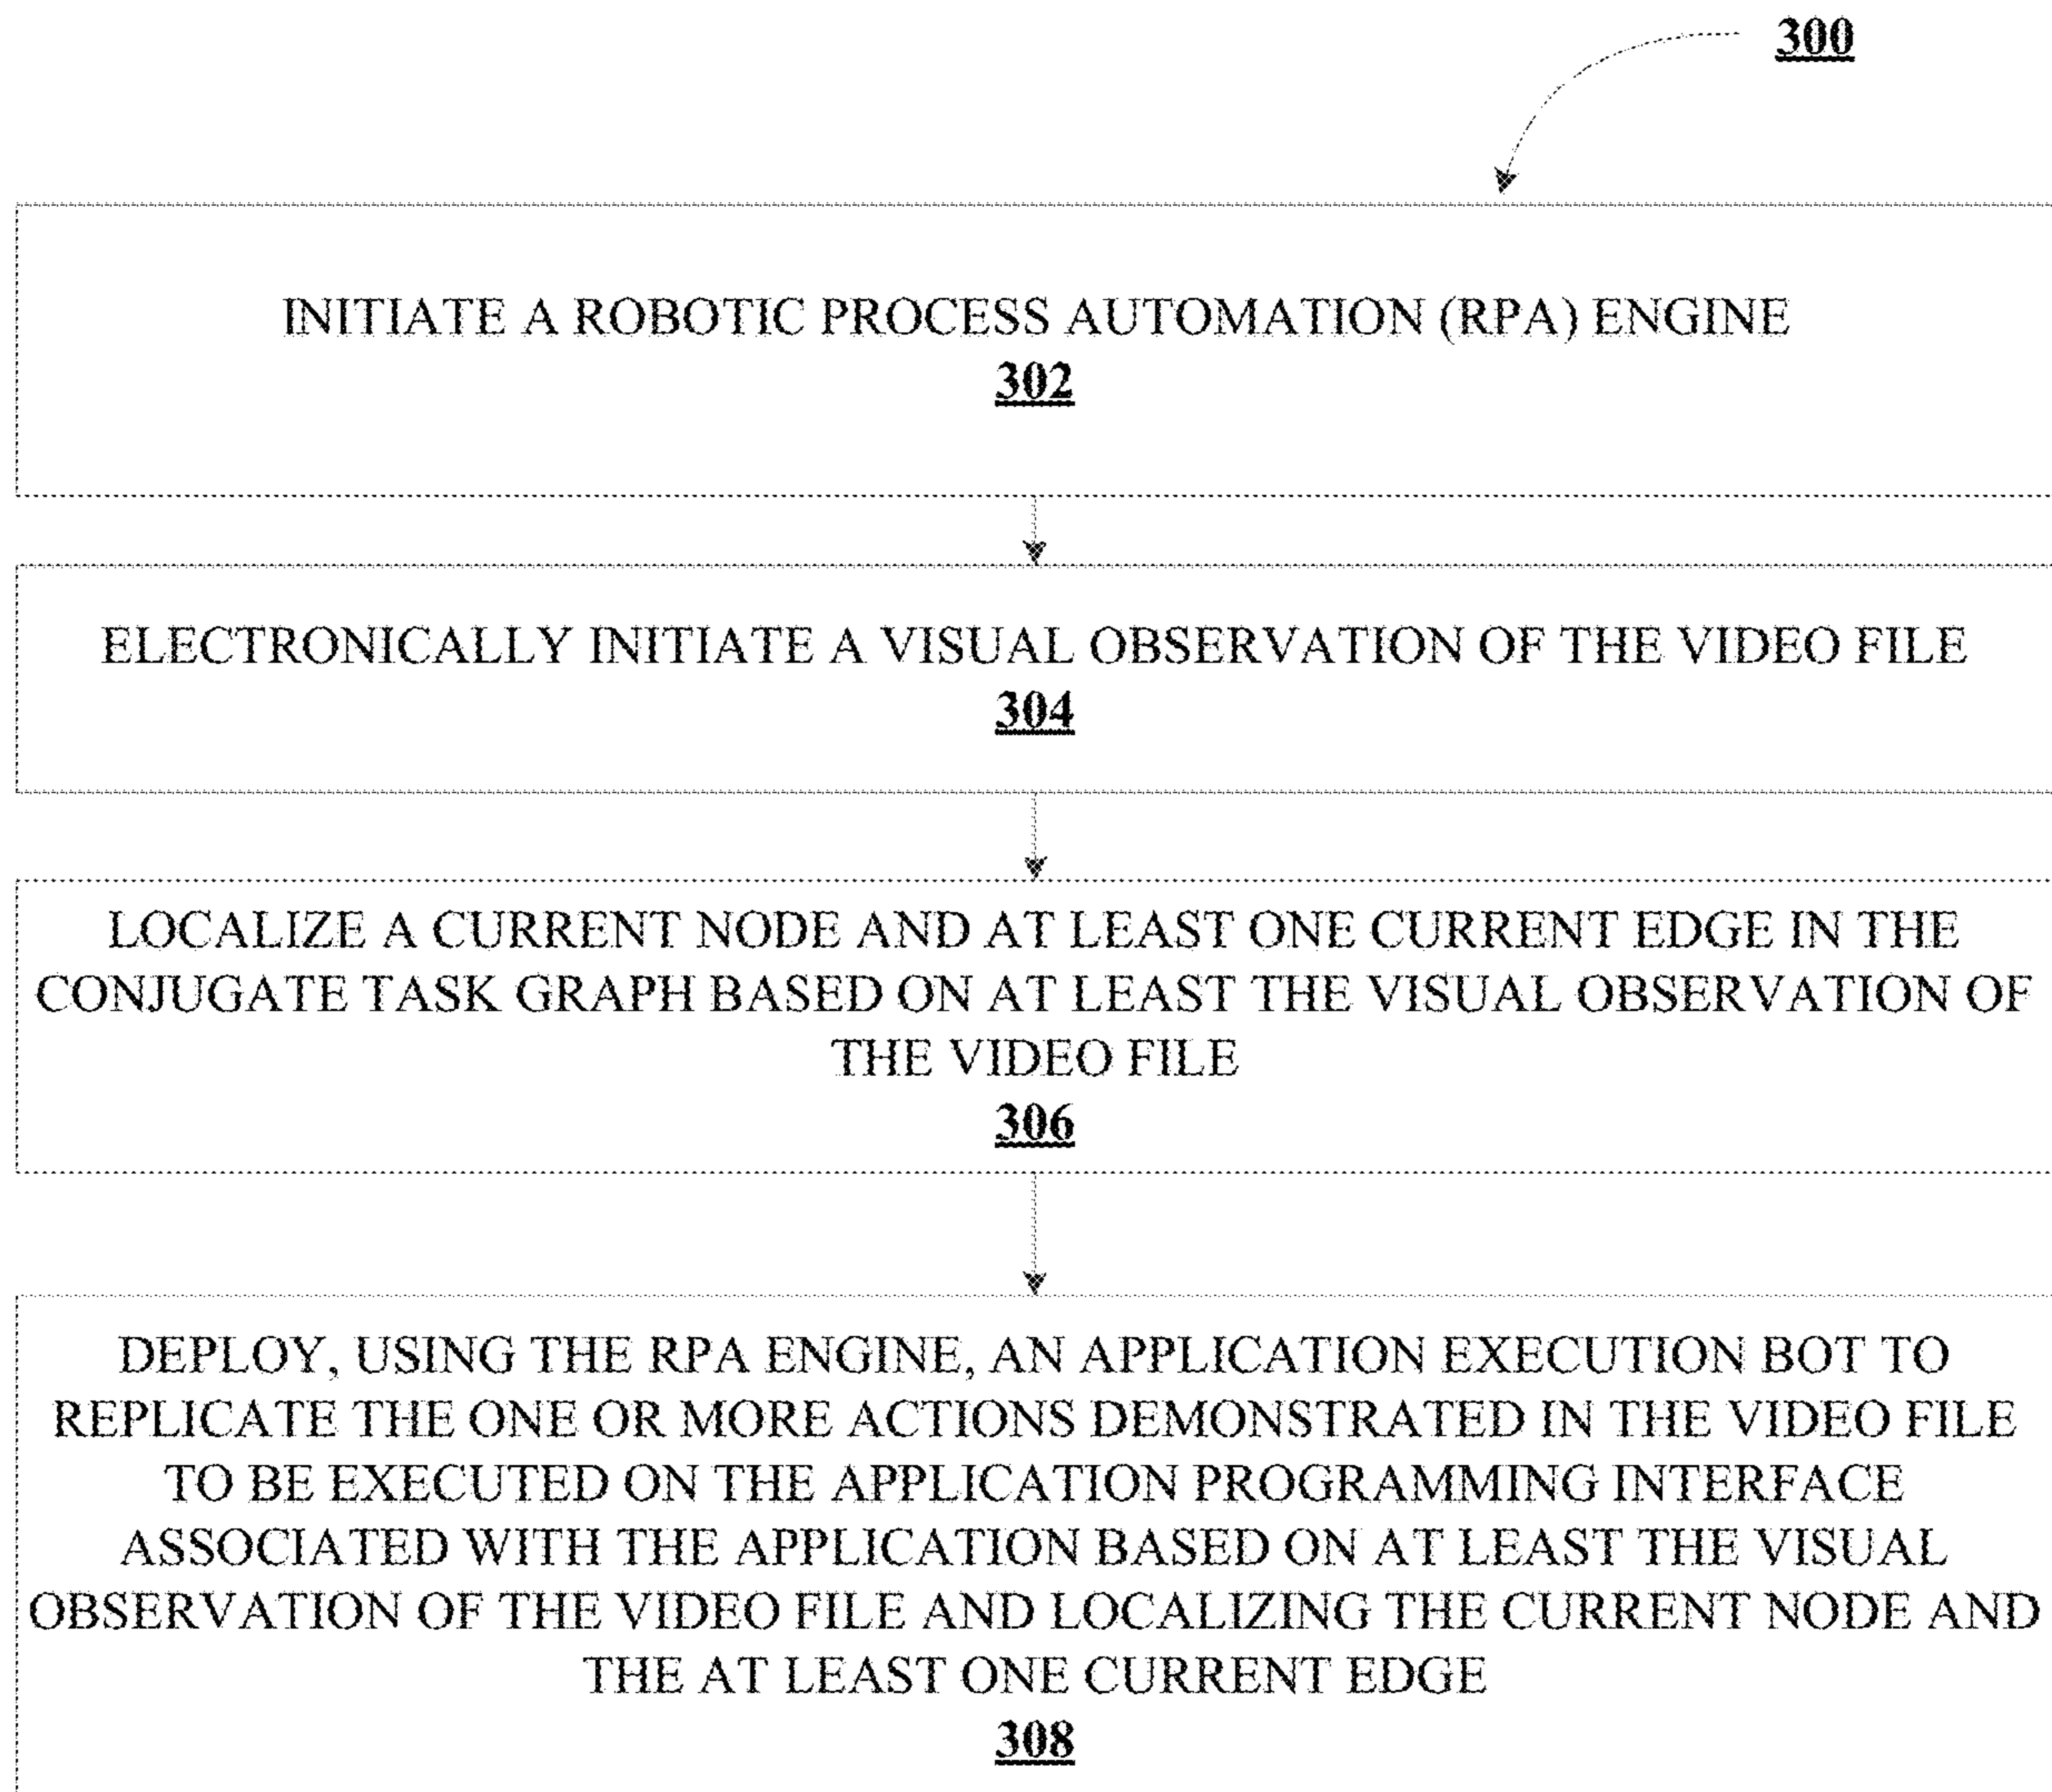 300
INITIATE A ROBOTIC PROCESS AUTOMATION (RPA) ENGINE
302
ELECTRONICALLY INITIATE A VISUAL OBSERVATION OF THE VIDEO FILE
304
LOCALIZE A CURRENT NODE AND AT LEAST ONE CURRENT EDGE IN THE
CONJUGATE TASK GRAPH BASED ON AT LEAST THE VISUAL OBSERVATION OF
THE VIDEO FILE
306
DEPLOY, USING THE RPA ENGINE, AN APPLICATION EXECUTION BOT TO
REPLICATE THE ONE OR MORE ACTIONS DEMONSTRATED IN THE VIDEO FILE
TO BE EXECUTED ON THE APPLICATION PROGRAMMING INTERFACE
ASSOCIATED WITH THE APPLICATION BASED ON AT LEAST THE VISUAL
OBSERVATION OF THE VIDEO FILE AND LOCALIZING THE CURRENT NODE AND
THE AT LEAST ONE CURRENT EDGE
308